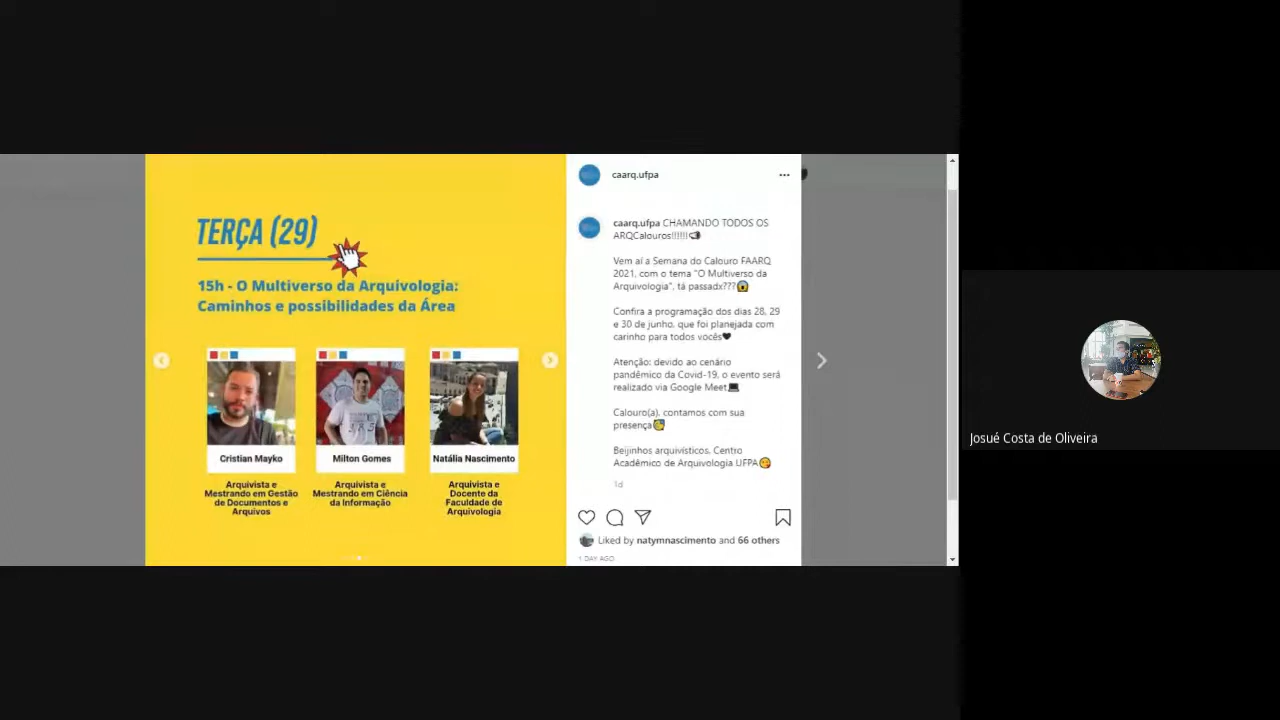 TERÇA (29)
15h - O Multiverso da Arquivologia:
Caminhos e possibilidades da Área
Cristian Mayko
Arquivista e
Mestrando em Gestão
de Documentos e
Arquivos
Milton Gomes
Arquivista e
Mestrando em Ciência
da Informação
Natália Nascimento
Arquivista e
Docente da
Faculdade de
Arquivologia
caarq.ufpa
caarq.ufpa CHAMANDO TODOS OS
ARQCalouros!!!!!!📢
Vem aí a Semana do Calouro FAARQ
2021, com o tema "O Multiverso da
Arquivologia", tá passadx???😱
Confira a programação dos dias 28, 29
e 30 de junho, que foi planejada com
carinho para todos vocês🖤
Atenção: devido ao cenário
pandêmico da Covid-19, o evento será
realizado via Google Meet💻
Calouro(a), contamos com sua
presença🥳
Beijinhos arquivísticos, Centro
Acadêmico de Arquivologia UFPA😘
1d
Liked by natymnascimento and 66 others
1 DAY AGO
Josué Costa de Oliveira